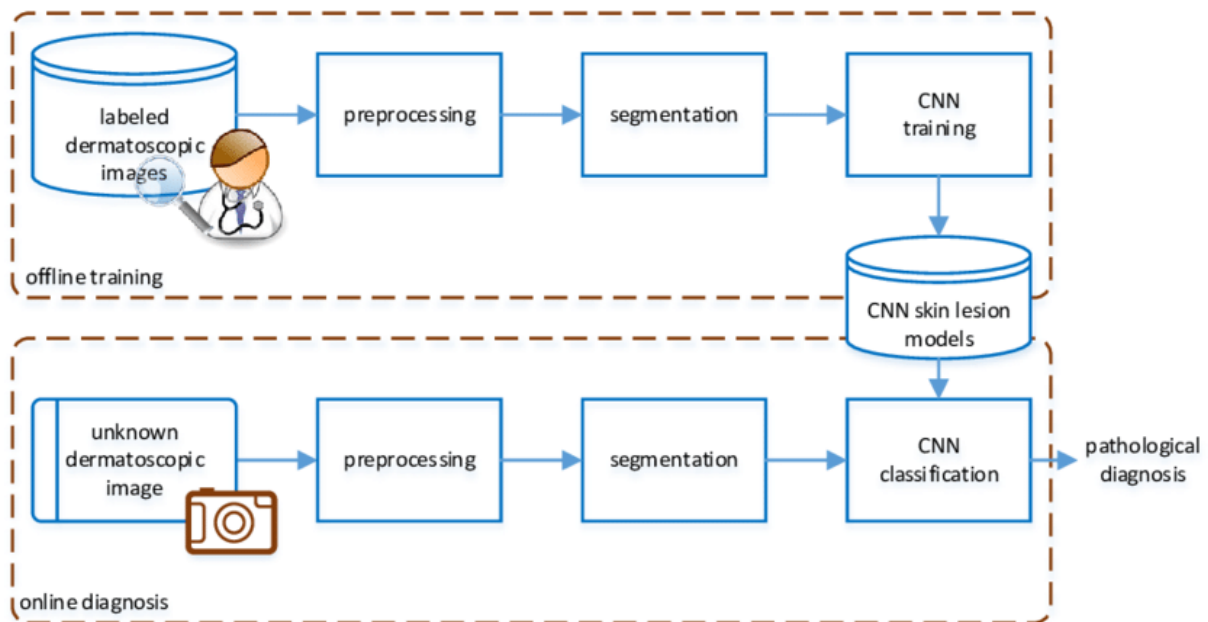 labeled
dermatoscopic
images
preprocessing
segmentation
CNN
training
offline training
CNN skin lesion
models
unknown
dermatoscopic
image
preprocessing
segmentation
CNN
classification
pathological
diagnosis
online diagnosis